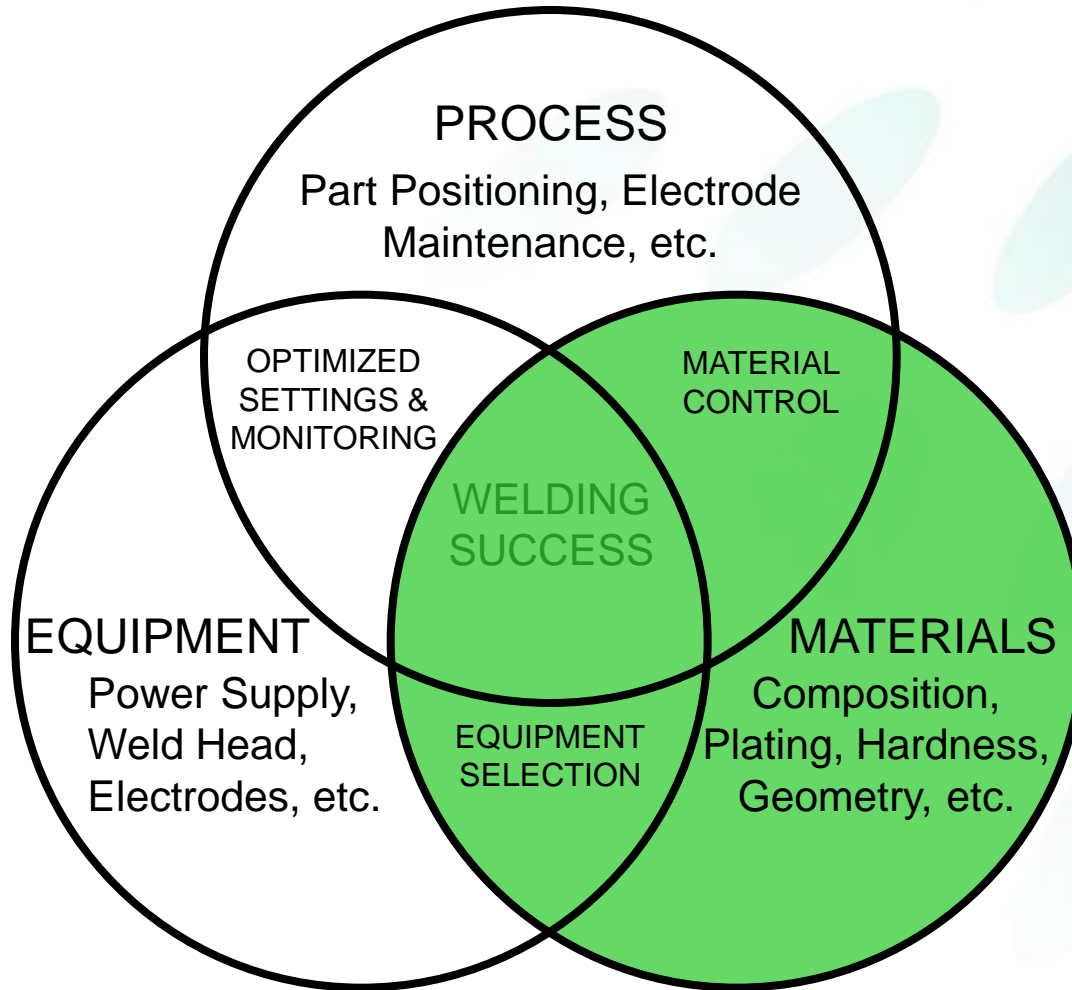 PROCESS
Part Positioning, Electrode
Maintenance, etc.
OPTIMIZED
SETTINGS &
MONITORING
MATERIAL
CONTROL
WELDING
SUCCESS
EQUIPMENT
Power Supply,
Weld Head,
Electrodes, etc.
MATERIALS
Composition,
Plating, Hardness,
Geometry, etc.
EQUIPMENT
SELECTION